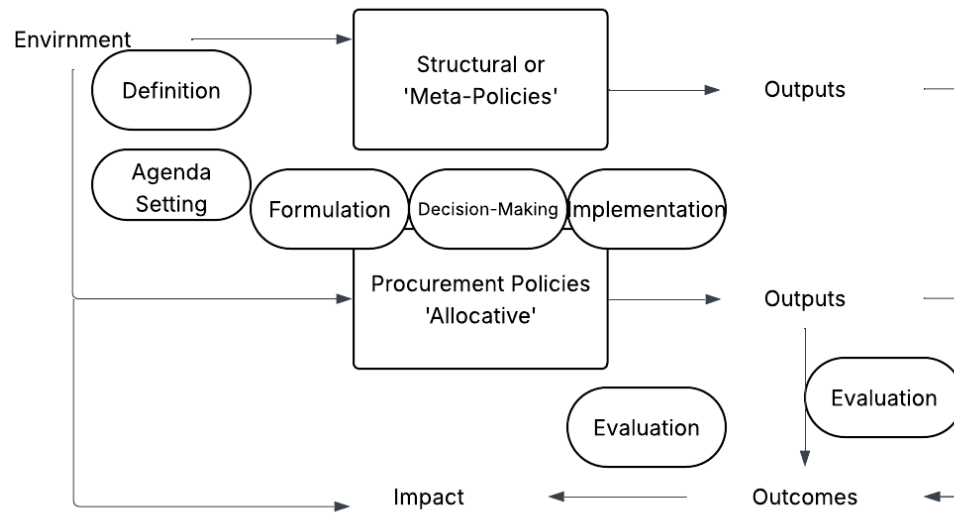 Envirnment
Structural or
'Meta-Policies'
Outputs
Definition
Agenda
Setting
Formulation
Decision-Making
Implementation
Procurement Policies
'Allocative'
Outputs
Evaluation
Evaluation
Impact
Outcomes